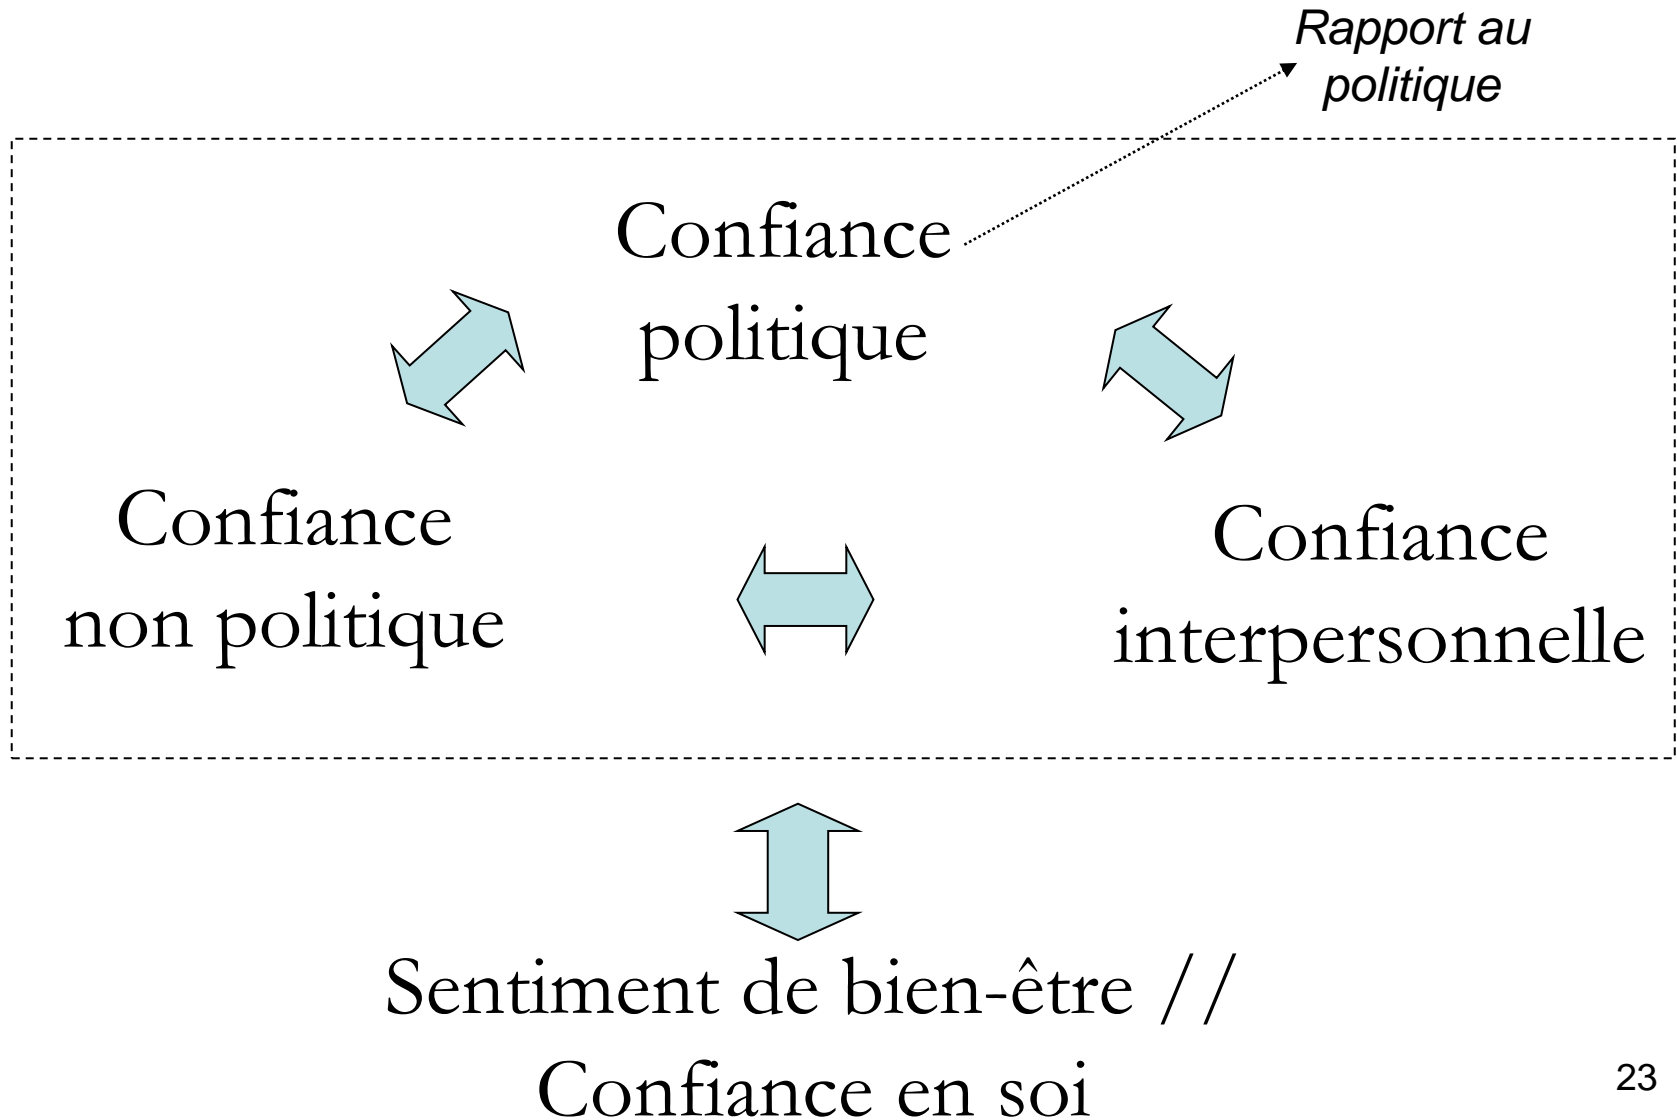 Rapport au
politique
Confiance
politique
Confiance
non politique
Confiance
interpersonnelle
Sentiment de bien-être //
Confiance en soi
23